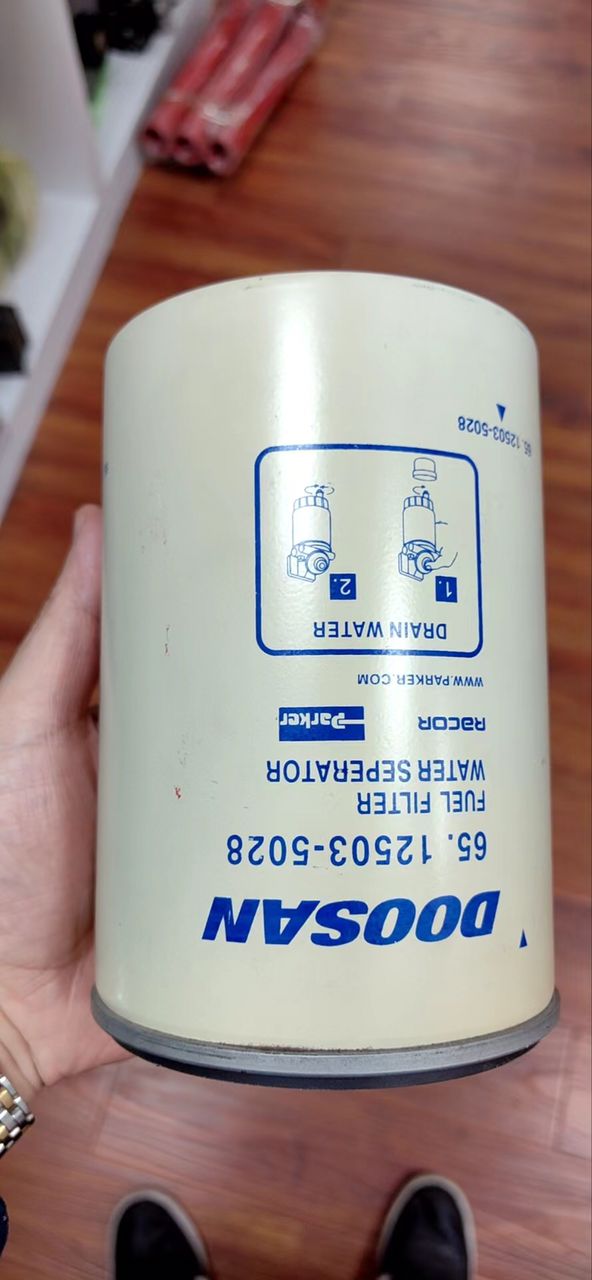 DOOSAN
65.12503-5028
FUEL FILTER
WATER SEPERATOR
RACOR Parker
WWW.PARKER.COM
DRAIN WATER
1. 2.
65.12503-5028